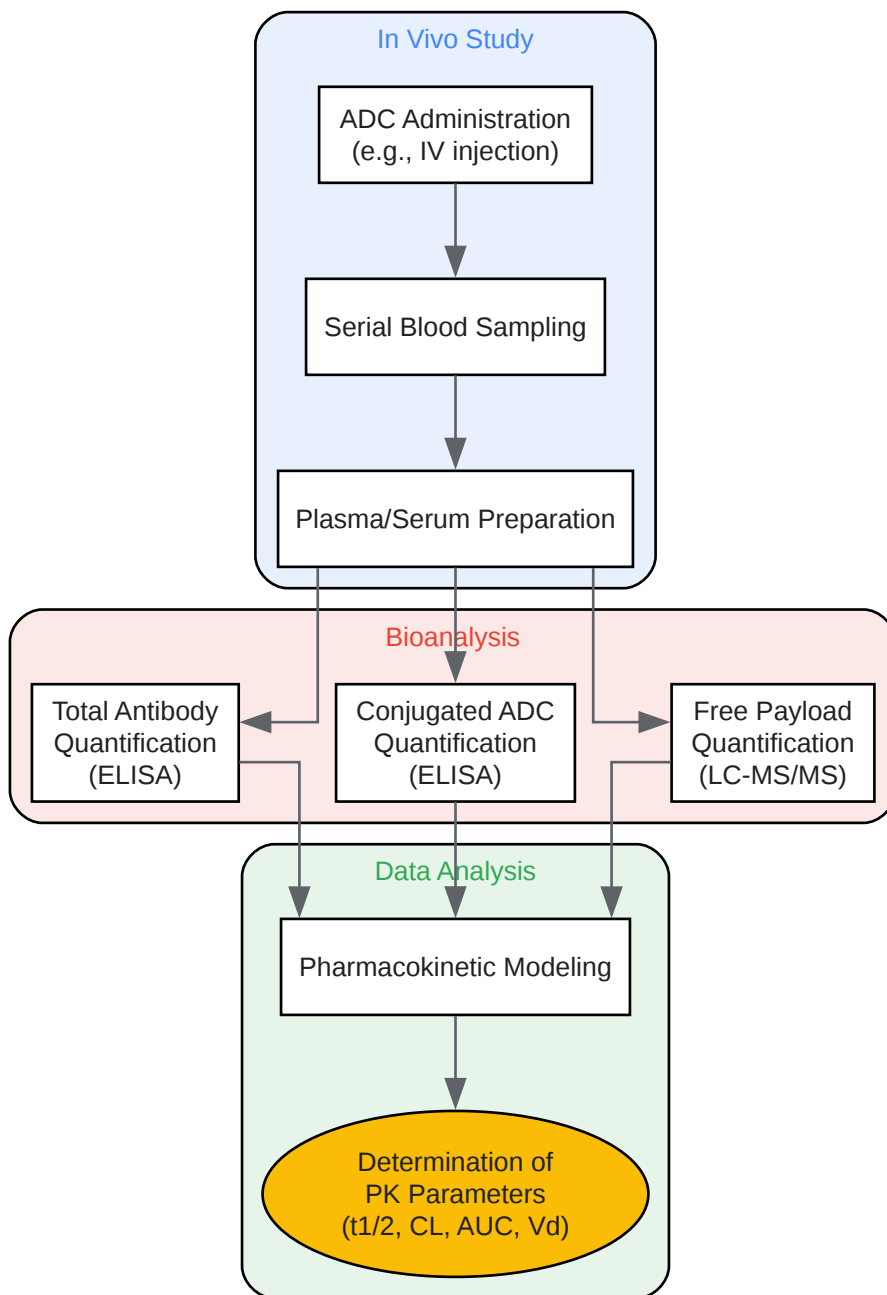 In Vivo Study
ADC Administration
(e.g., IV injection)
Serial Blood Sampling
Plasma/Serum Preparation
Bioanalysis
Total Antibody
Quantification
(ELISA)
Conjugated ADC
Quantification
(ELISA)
Free Payload
Quantification
(LC-MS/MS)
Data Analysis
Pharmacokinetic Modeling
Determination of
PK Parameters
(t1/2, CL, AUC, Vd)